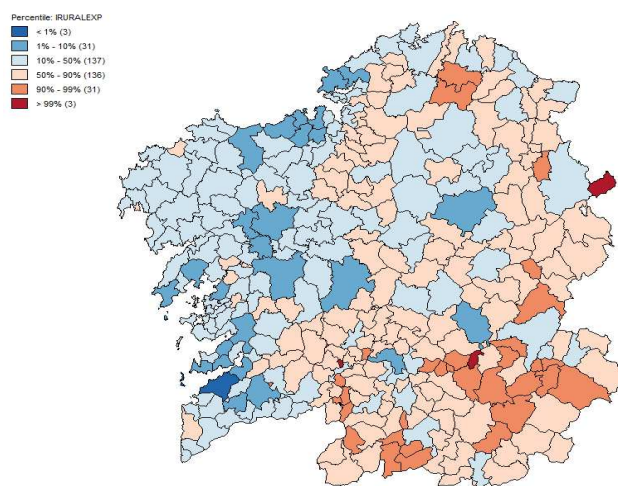 Percentile: IRURALEXP
< 1% (3)
1% - 10% (31)
10% - 50% (137)
50% - 90% (136)
90% - 99% (31)
> 99% (3)